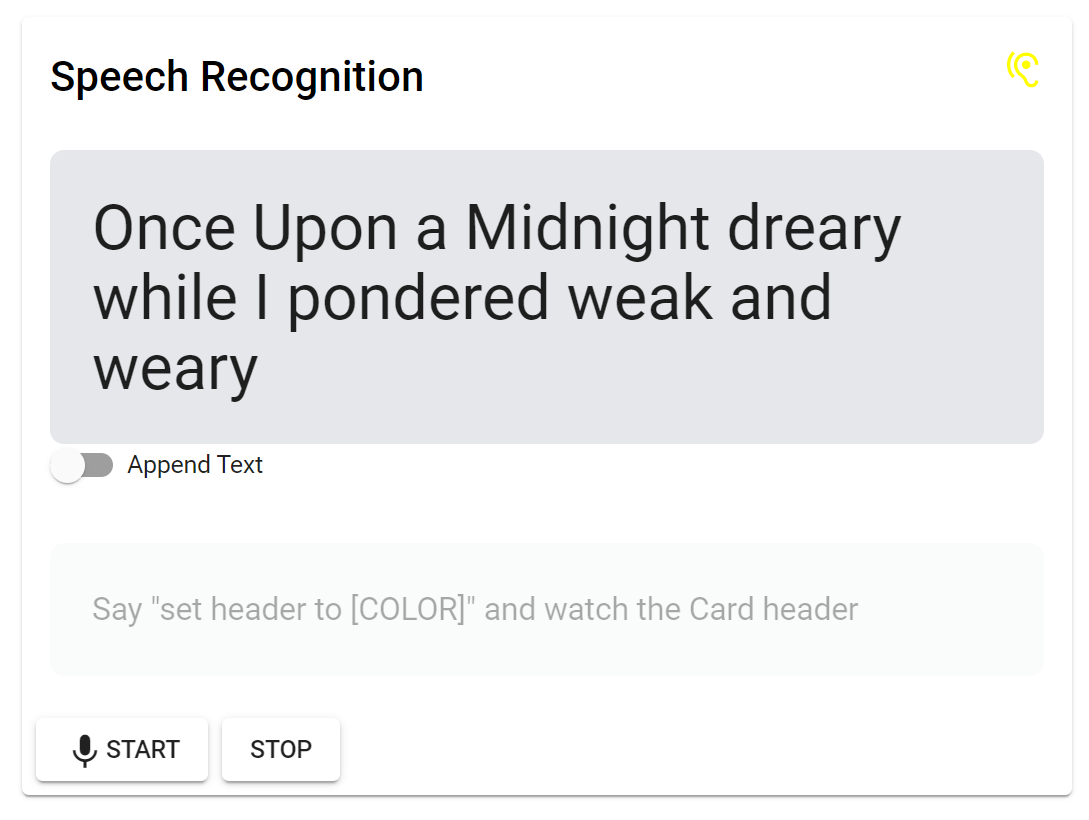 Speech Recognition
Once Upon a Midnight dreary
while I pondered weak and
weary
Append Text
Say "set header to [COLOR]" and watch the Card header
START
STOP